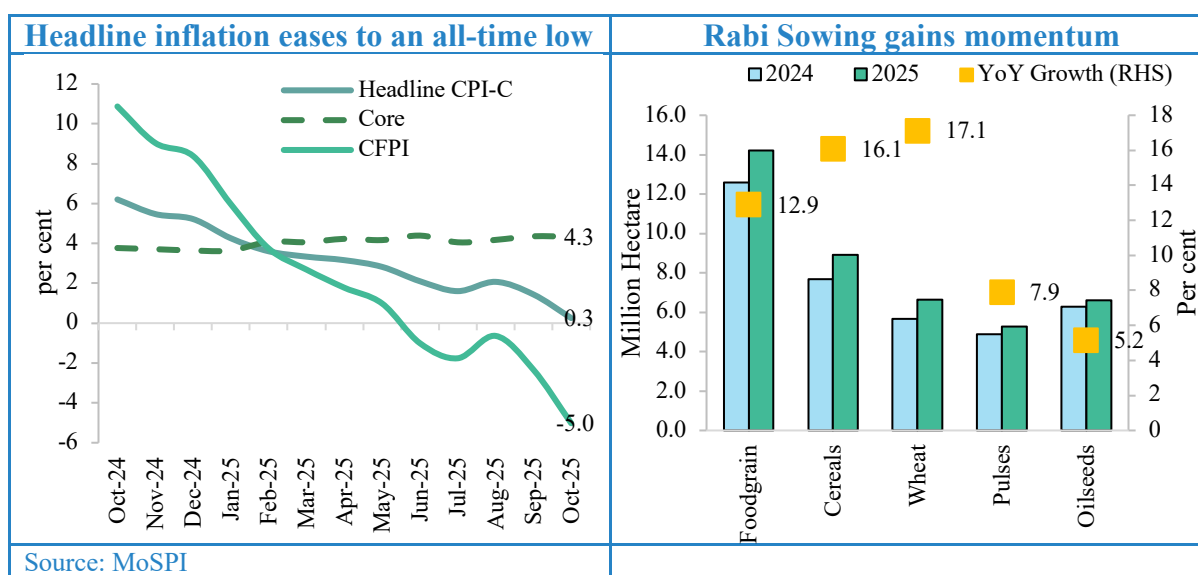 Headline inflation eases to an all-time low
12
10
8
6
4
2
0
-2
-4
-6
per cent
Headline CPI-C
Core
CFPI
4.3
0.3
-5.0
Oct-24
Nov-24
Dec-24
Jan-25
Feb-25
Mar-25
Apr-25
May-25
Jun-25
Jul-25
Aug-25
Sep-25
Oct-25
Source: MoSPI
Rabi Sowing gains momentum
2024 2025 YoY Growth (RHS)
16.0
14.0
12.0
10.0
8.0
6.0
4.0
2.0
0.0
Million Hectare
12.9
16.1
17.1
7.9
5.2
18
16
14
12
10
8
6
4
2
0
Per cent
Foodgrain
Cereals
Wheat
Pulses
Oilseeds